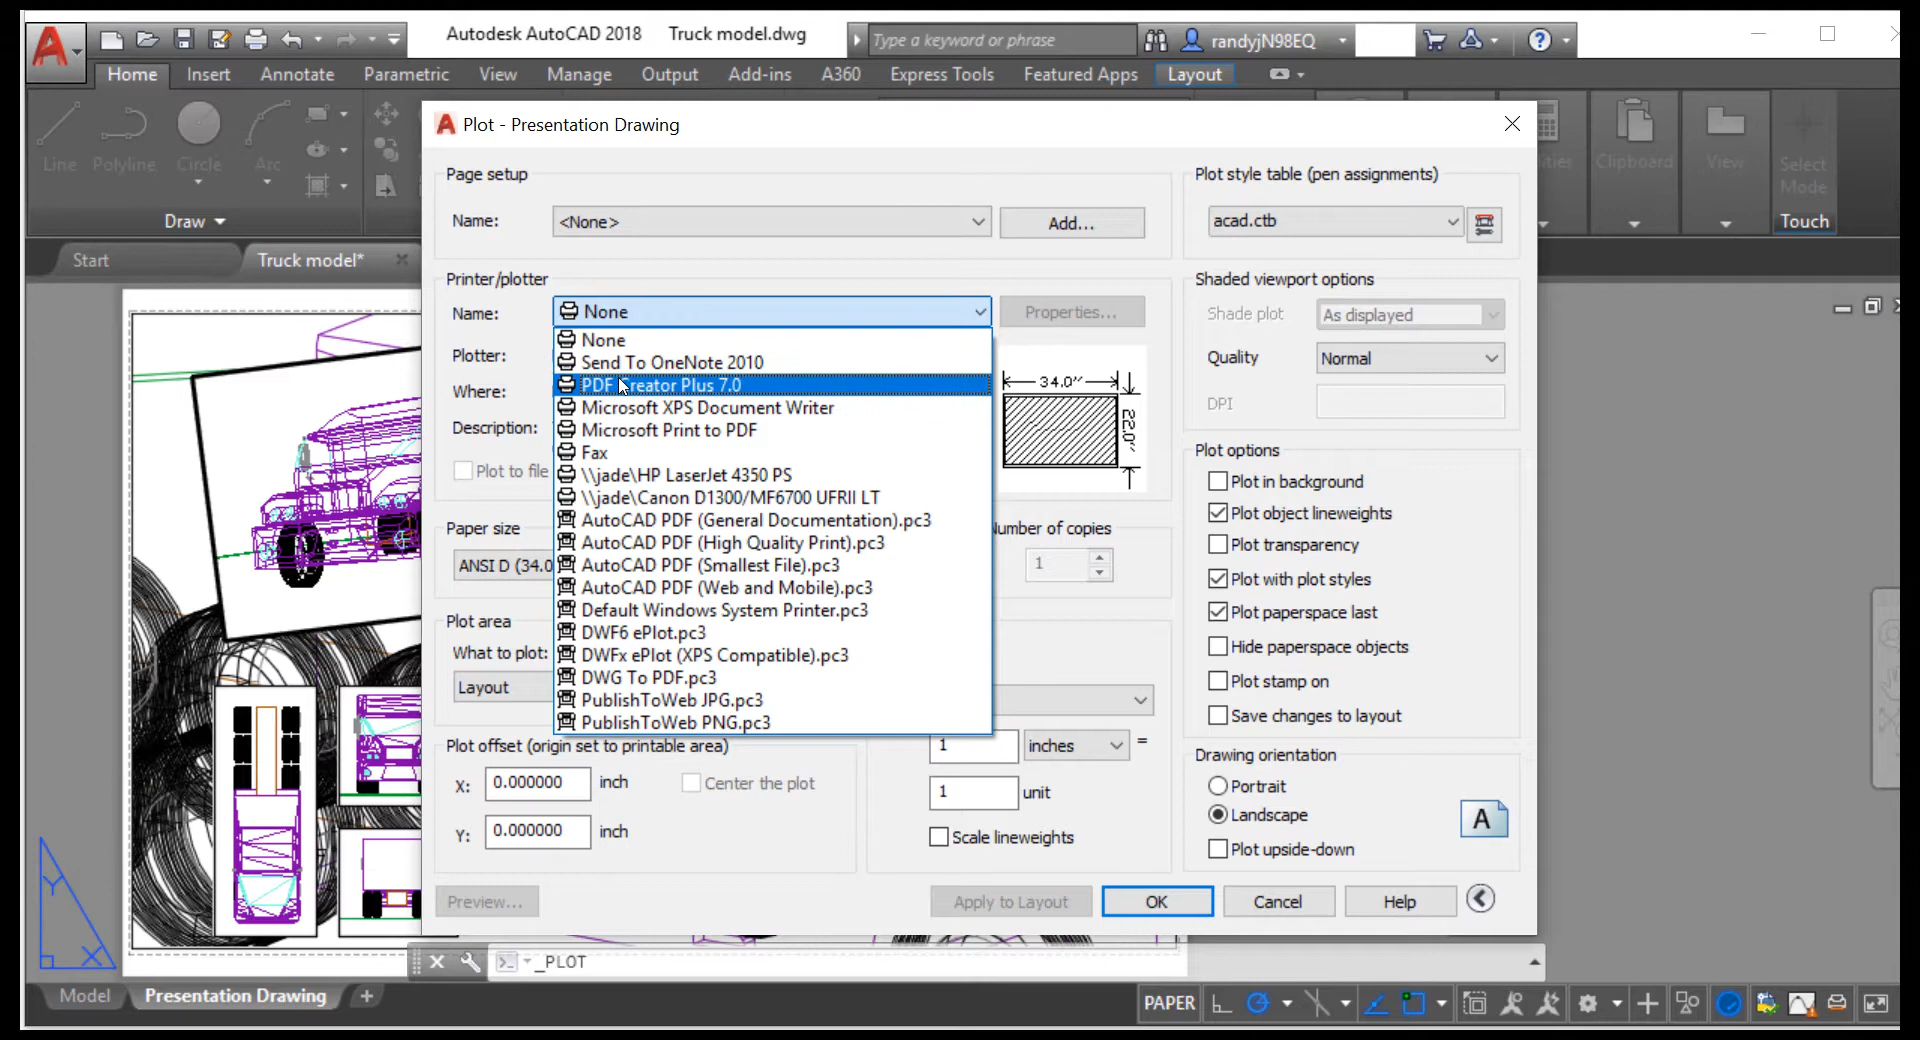 Autodesk AutoCAD 2018 Truck model.dwg
Type a keyword or phrase
randyjN98EQ
Home Insert Annotate Parametric View Manage Output Add-ins A360 Express Tools Featured Apps Layout
Line Polyline Circle Arc
Draw
Clipboard
View
Select
Mode
Touch
Start Truck model*
Plot - Presentation Drawing
Page setup
Name: <None> Add...
Plot style table (pen assignments)
acad.ctb
Printer/plotter
Name: None Properties...
Plotter:
Where:
Description:
Plot to file
None
Send To OneNote 2010
PDF Creator Plus 7.0
Microsoft XPS Document Writer
Microsoft Print to PDF
Fax
\\jade\HP LaserJet 4350 PS
\\jade\Canon D1300/MF6700 UFRII LT
AutoCAD PDF (General Documentation).pc3
AutoCAD PDF (High Quality Print).pc3
AutoCAD PDF (Smallest File).pc3
AutoCAD PDF (Web and Mobile).pc3
Default Windows System Printer.pc3
DWF6 ePlot.pc3
DWFx ePlot (XPS Compatible).pc3
DWG To PDF.pc3
PublishToWeb JPG.pc3
PublishToWeb PNG.pc3
34.0″
22.0″
Shaded viewport options
Shade plot As displayed
Quality Normal
DPI
Paper size
ANSI D (34.0
Number of copies
1
Plot area
What to plot:
Layout
Plot offset (origin set to printable area)
X: 0.000000 inch Center the plot
Y: 0.000000 inch
1 inches =
1 unit
Scale lineweights
Plot options
Plot in background
Plot object lineweights
Plot transparency
Plot with plot styles
Plot paperspace last
Hide paperspace objects
Plot stamp on
Save changes to layout
Drawing orientation
Portrait
Landscape
Plot upside-down
A
Preview... Apply to Layout OK Cancel Help
_PLOT
Y
X
Model Presentation Drawing +
PAPER